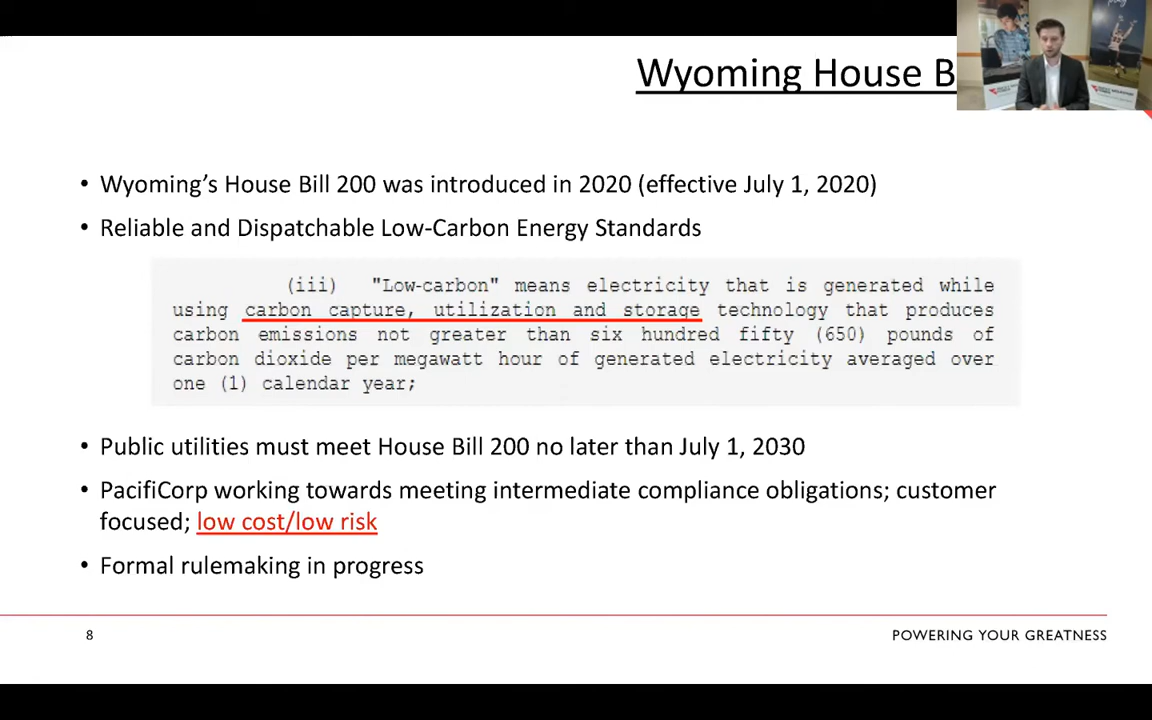 Wyoming House B
• Wyoming’s House Bill 200 was introduced in 2020 (effective July 1, 2020)
• Reliable and Dispatchable Low-Carbon Energy Standards
(iii) "Low-carbon" means electricity that is generated while
using carbon capture, utilization and storage technology that produces
carbon emissions not greater than six hundred fifty (650) pounds of
carbon dioxide per megawatt hour of generated electricity averaged over
one (1) calendar year;
• Public utilities must meet House Bill 200 no later than July 1, 2030
• PacifiCorp working towards meeting intermediate compliance obligations; customer
focused; low cost/low risk
• Formal rulemaking in progress
8
POWERING YOUR GREATNESS